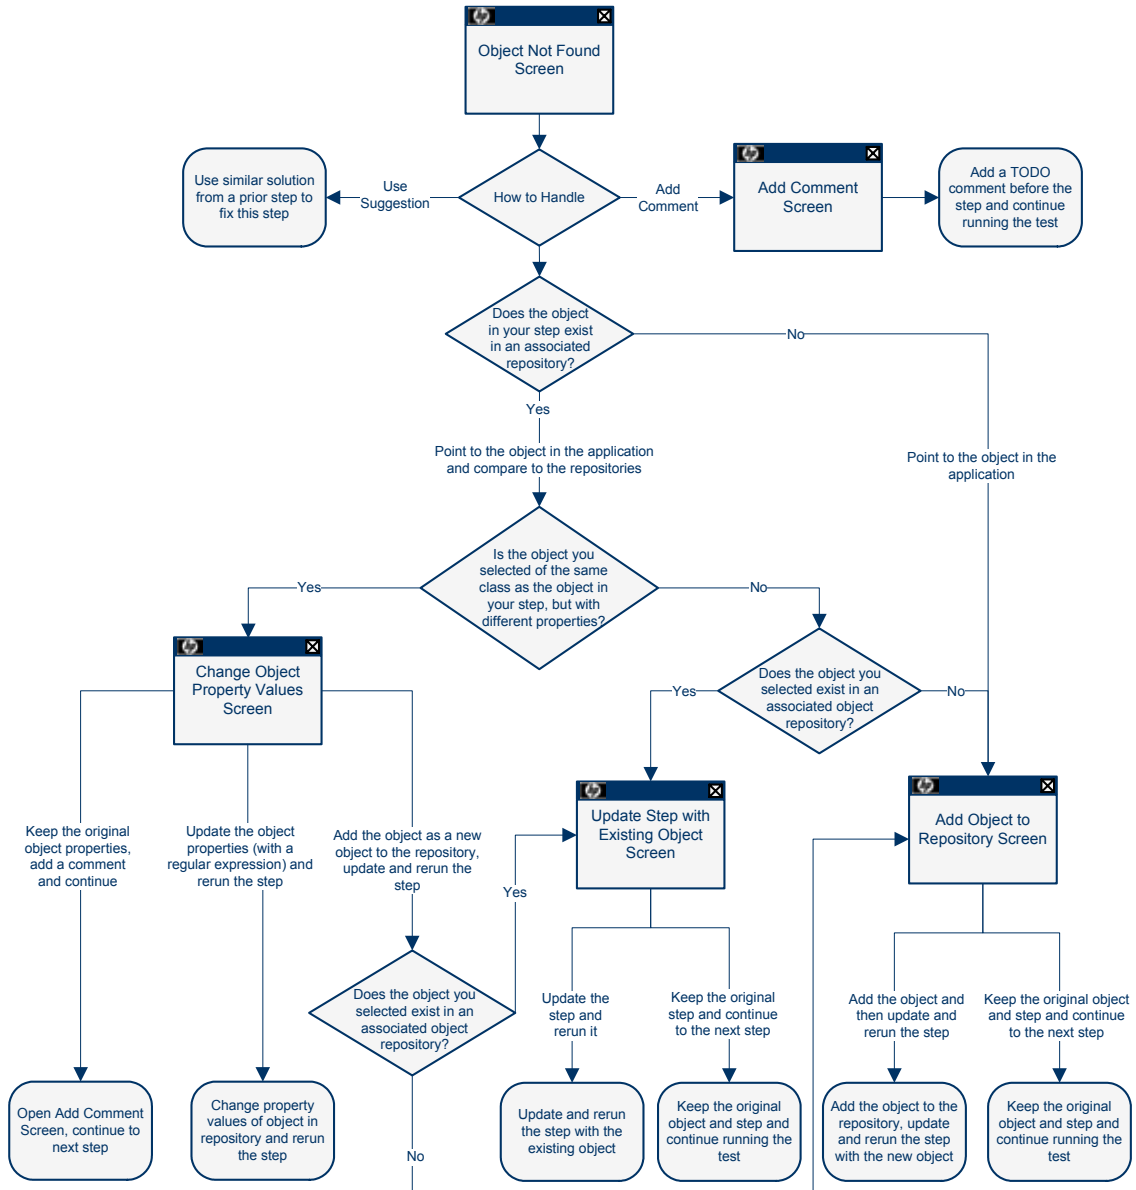 Object Not Found
Screen
Use similar solution
from a prior step to
fix this step
Use
Suggestion
How to Handle
Add
Comment
Add Comment
Screen
Add a TODO
comment before the
step and continue
running the test
Does the object
in your step exist
in an associated
repository?
No
Yes
Point to the object in the application
and compare to the repositories
Point to the object in the
application
Is the object you
selected of the same
class as the object in
your step, but with
different properties?
Yes
No
Change Object
Property Values
Screen
Does the object you
selected exist in an
associated object
repository?
Yes
No
Keep the original
object properties,
add a comment
and continue
Update the object
properties (with a
regular expression) and
rerun the step
Add the object as a new
object to the repository,
update and rerun the
step
Update Step with
Existing Object
Screen
Add Object to
Repository Screen
Yes
Does the object you
selected exist in an
associated object
repository?
Update the
step and
rerun it
Keep the original
step and continue
to the next step
Add the object and
then update and
rerun the step
Keep the original object
and step and continue
to the next step
Open Add Comment
Screen, continue to
next step
Change property
values of object in
repository and rerun
the step
No
Update and rerun
the step with the
existing object
Keep the original
object and step and
continue running the
test
Add the object to the
repository, update
and rerun the step
with the new object
Keep the original
object and step and
continue running the
test